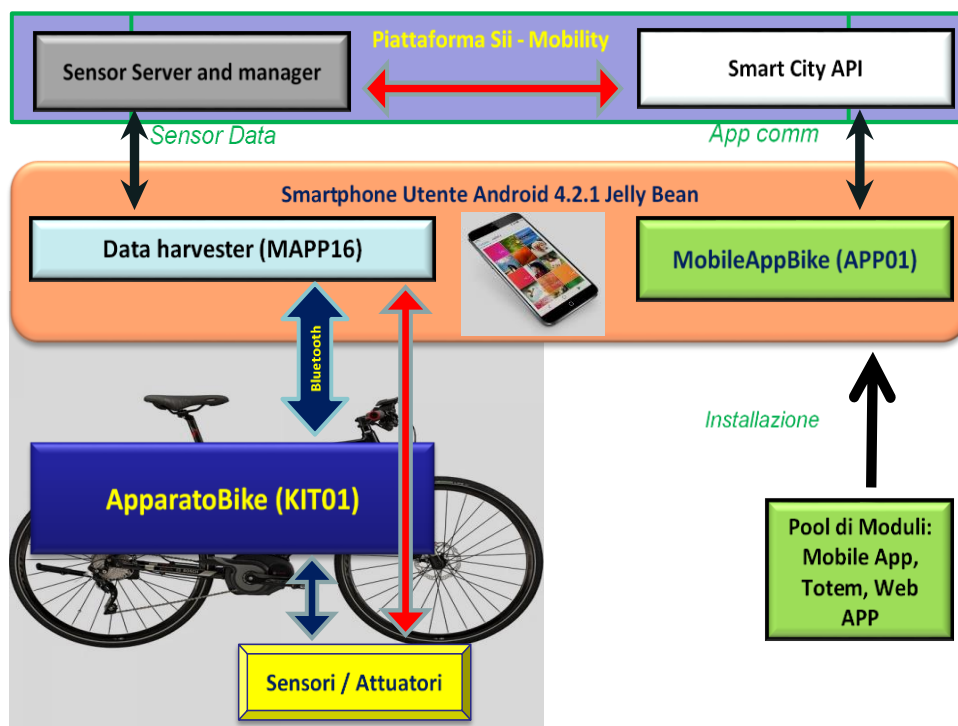 Piattaforma Sii - Mobility
Sensor Server and manager
Smart City API
Sensor Data
App comm
Smartphone Utente Android 4.2.1 Jelly Bean
Data harvester (MAPP16)
MobileAppBike (APP01)
Bluetooth
Installazione
ApparatoBike (KIT01)
Pool di Moduli:
Mobile App,
Totem, Web
APP
Sensori / Attuatori